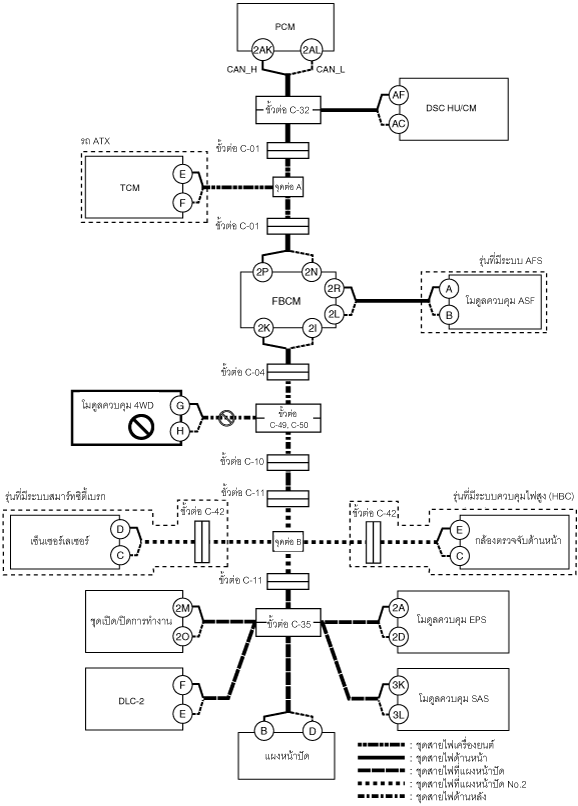 PCM
2AK
2AL
CAN_H
CAN_L
ขั้วต่อ C-32
AF
AC
DSC HU/CM
ขั้วต่อ C-01
รถ ATX
TCM
E
F
จุดต่อ A
ขั้วต่อ C-01
2P
2N
FBCM
2R
2L
2K
2I
รุ่นที่มีระบบ AFS
A
B
โมดูลควบคุม ASF
ขั้วต่อ C-04
โมดูลควบคุม 4WD
G
H
ขั้วต่อ
C-49, C-50
ขั้วต่อ C-10
ขั้วต่อ C-11
รุ่นที่มีระบบสมาร์ทซิตี้เบรก
ขั้วต่อ C-42
เซ็นเซอร์เลเซอร์
D
C
จุดต่อ B
รุ่นที่มีระบบควบคุมไฟสูง (HBC)
ขั้วต่อ C-42
E
C
กล้องตรวจจับด้านหน้า
ขั้วต่อ C-11
ชุดเปิด/ปิดการทำงาน
2M
2O
ขั้วต่อ C-35
2A
2D
โมดูลควบคุม EPS
DLC-2
F
E
3K
3L
โมดูลควบคุม SAS
B
D
แผงหน้าปัด
: ชุดสายไฟเครื่องยนต์
: ชุดสายไฟด้านหน้า
: ชุดสายไฟที่แผงหน้าปัด
: ชุดสายไฟที่แผงหน้าปัด No.2
: ชุดสายไฟด้านหลัง